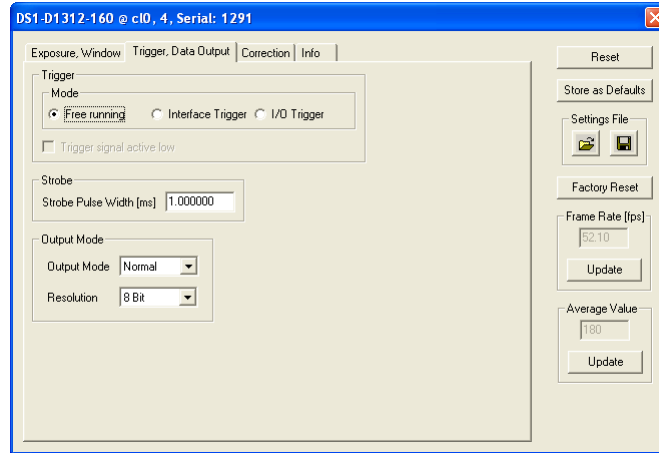 DS1-D1312-160 @ cl0, 4, Serial: 1291
Exposure, Window Trigger, Data Output Correction Info
Trigger
Mode
Free running Interface Trigger I/O Trigger
Trigger signal active low
Strobe
Strobe Pulse Width [ms] 1.000000
Output Mode
Output Mode Normal
Resolution 8 Bit
Reset
Store as Defaults
Settings File
Factory Reset
Frame Rate [fps]
52.10
Update
Average Value
180
Update